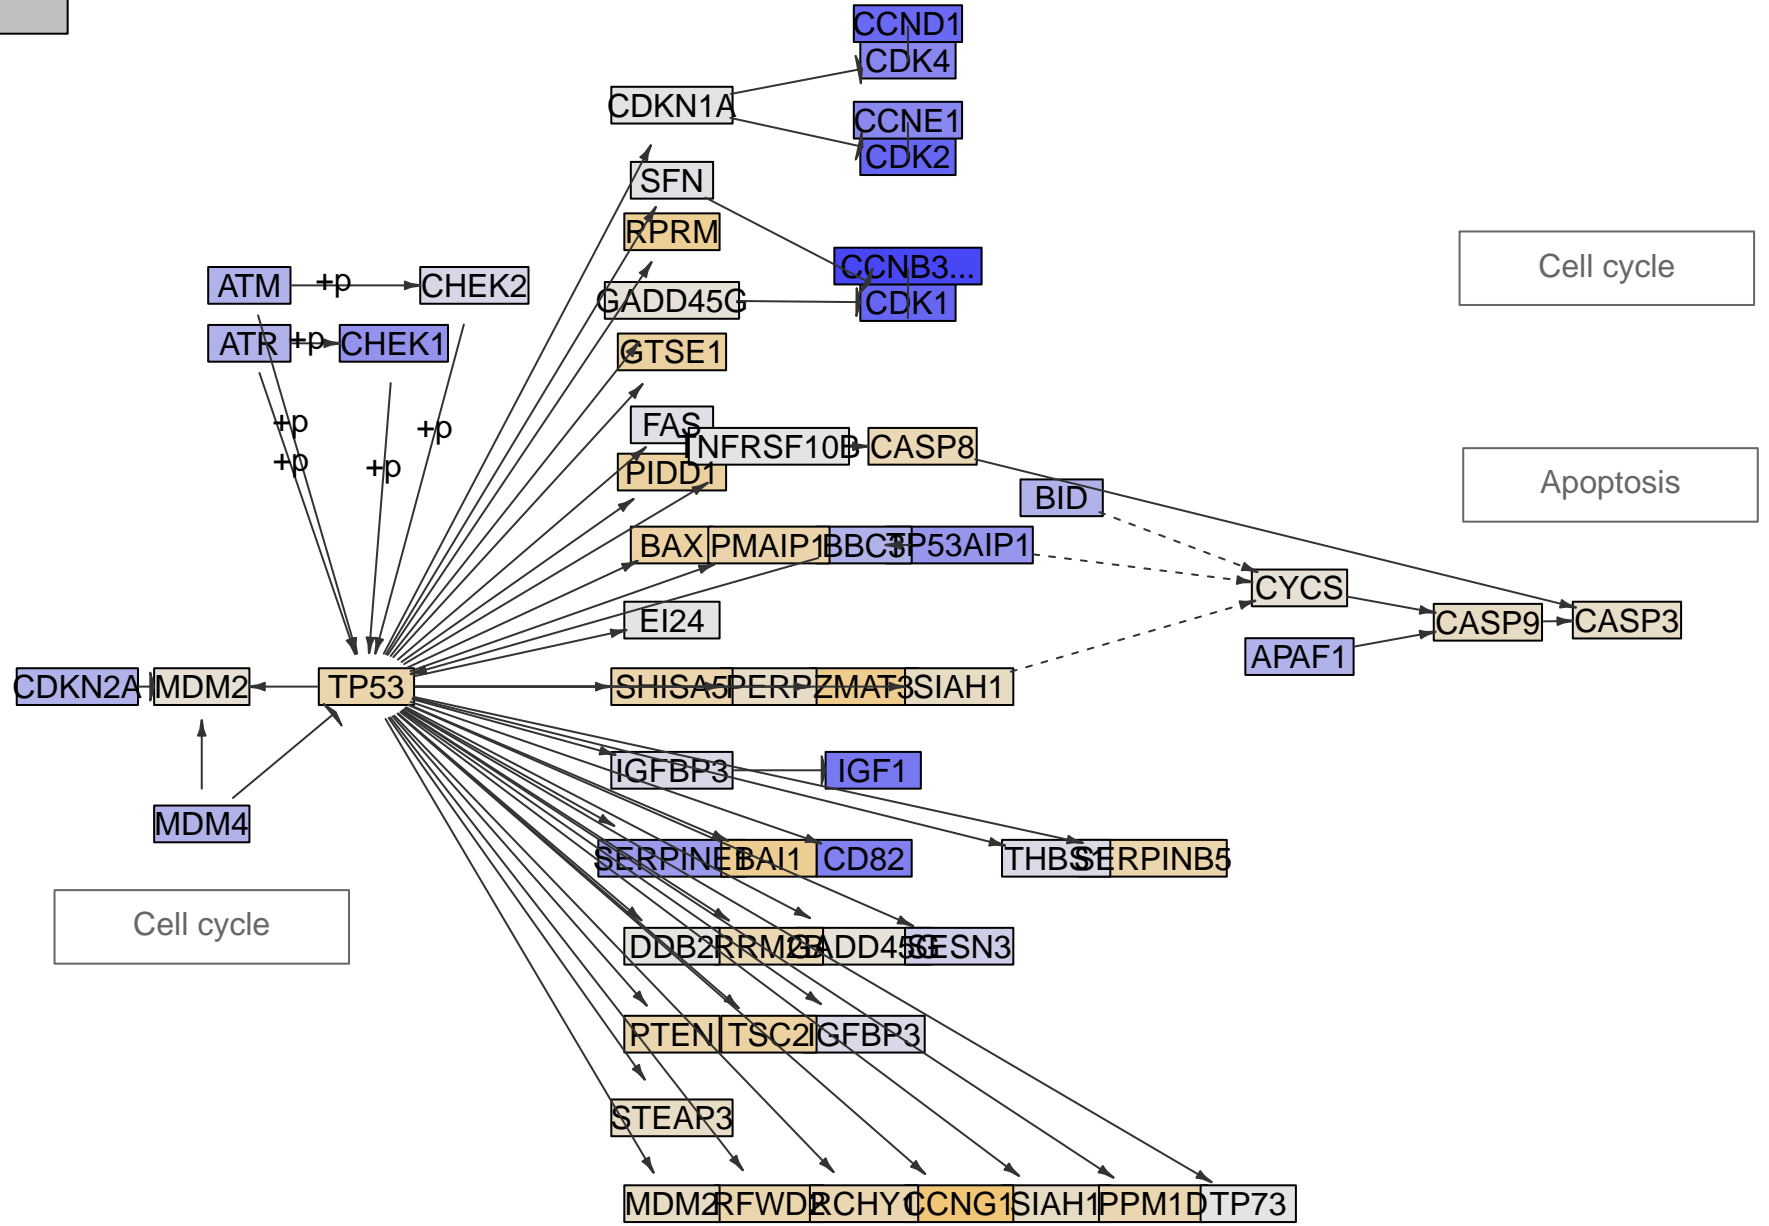 CCND1
CDK4
CDKN1A
CCNE1
CDK2
SFN
RPRM
Cell cycle
CCNB3...
ATM
+p
CHEK2
GADD45G
CDK1
ATR
+p
CHEK1
GTSE1
+p
+p
FAS
TNFRSF10B
CASP8
+p
+p
PIDD1
Apoptosis
BID
BAX
PMAIP1
BBC3
TP53AIP1
CYCS
EI24
CASP9
CASP3
APAF1
CDKN2A
MDM2
TP53
SHISA5
PERP
ZMAT3
SIAH1
IGFBP3
IGF1
MDM4
SERPINE1
BAI1
CD82
THBS1
SERPINB5
Cell cycle
DDB2
RRM2B
GADD45G
SESN3
PTEN
TSC2
IGFBP3
STEAP3
MDM2
RFWD2
RCHY1
CCNG1
SIAH1
PPM1D
TP73